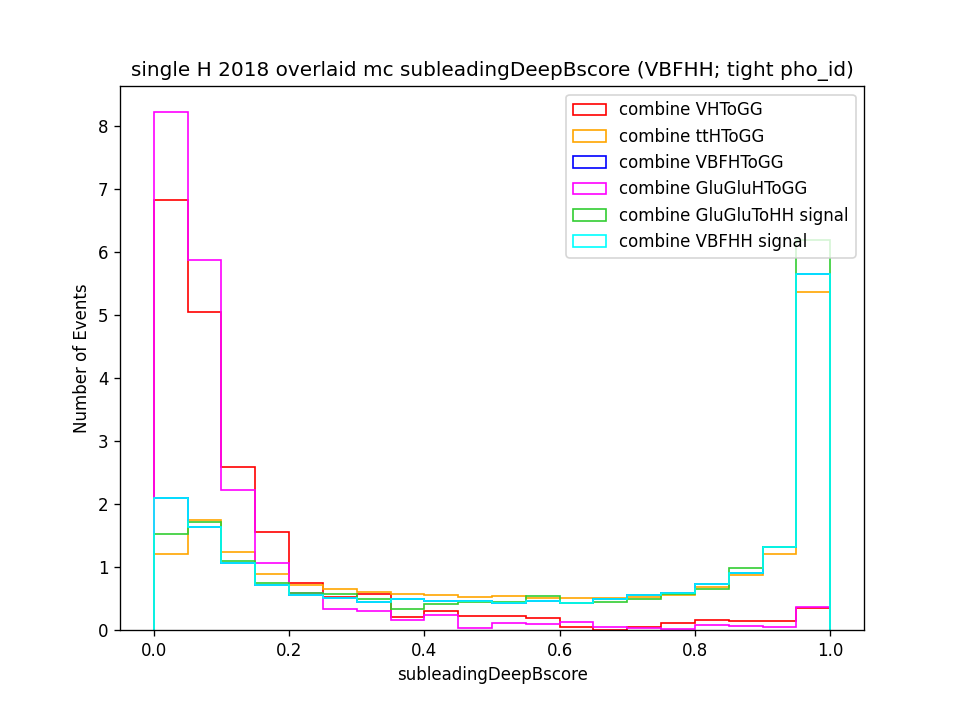 single H 2018 overlaid mc subleadingDeepBscore (VBFHH; tight pho_id)
combine VHToGG
combine ttHToGG
combine VBFHToGG
combine GluGluHToGG
combine GluGluToHH signal
combine VBFHH signal
Number of Events
8
7
6
5
4
3
2
1
0
0.0 0.2 0.4 0.6 0.8 1.0
subleadingDeepBscore